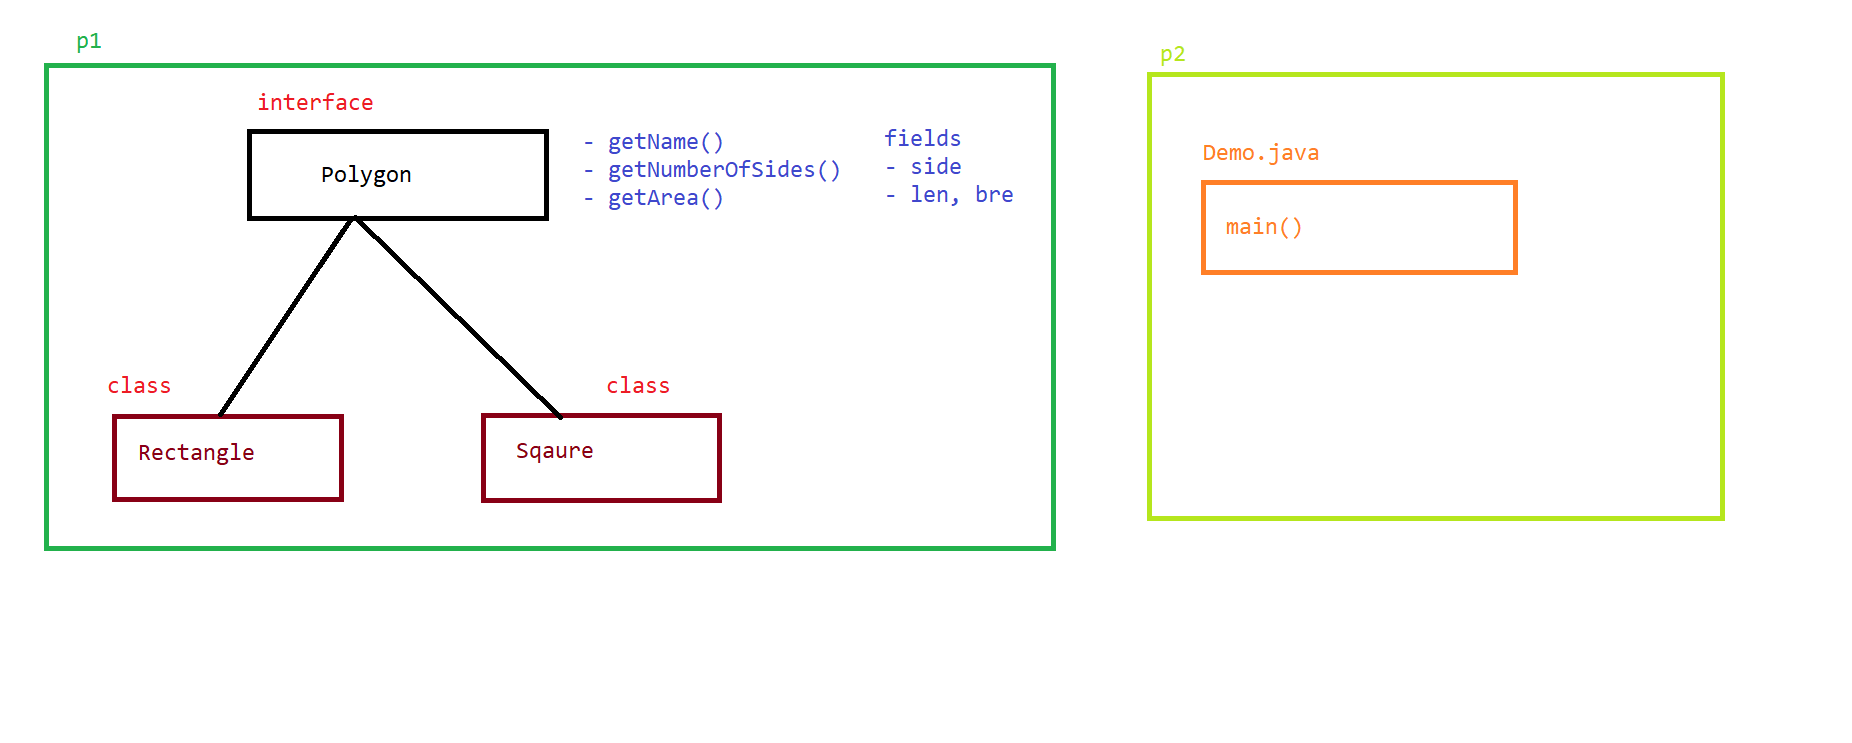 p1
interface
Polygon
- getName()
- getNumberOfSides()
- getArea()
fields
- side
- len, bre
class
Rectangle
class
Sqaure
p2
Demo.java
main()